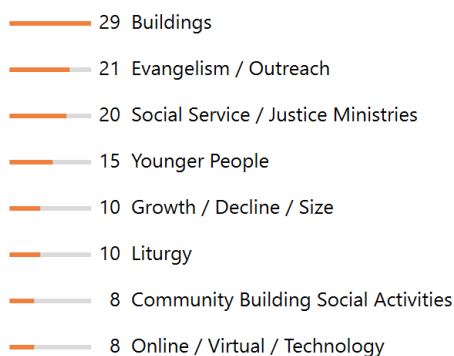 29 Buildings
21 Evangelism / Outreach
20 Social Service / Justice Ministries
15 Younger People
10 Growth / Decline / Size
10 Liturgy
8 Community Building Social Activities
8 Online / Virtual / Technology